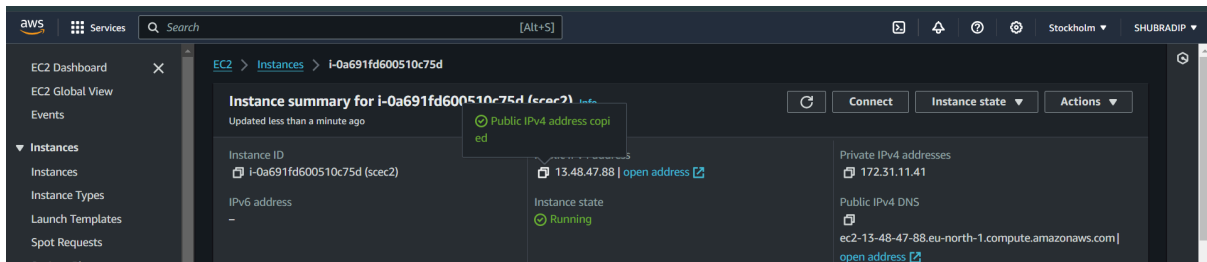 aws
Services
Search
[Alt+S]
Stockholm ▼
SHUBRADIP ▼
EC2 Dashboard
EC2 Global View
Events
▼ Instances
Instances
Instance Types
Launch Templates
Spot Requests
EC2 > Instances > i-0a691fd600510c75d
Instance summary for i-0a691fd600510c75d (scec2) Info
Updated less than a minute ago
Connect
Instance state ▼
Actions ▼
Public IPv4 address copi
ed
Instance ID
i-0a691fd600510c75d (scec2)
13.48.47.88 | open address
Private IPv4 addresses
172.31.11.41
IPv6 address
–
Instance state
Running
Public IPv4 DNS
ec2-13-48-47-88.eu-north-1.compute.amazonaws.com |
open address